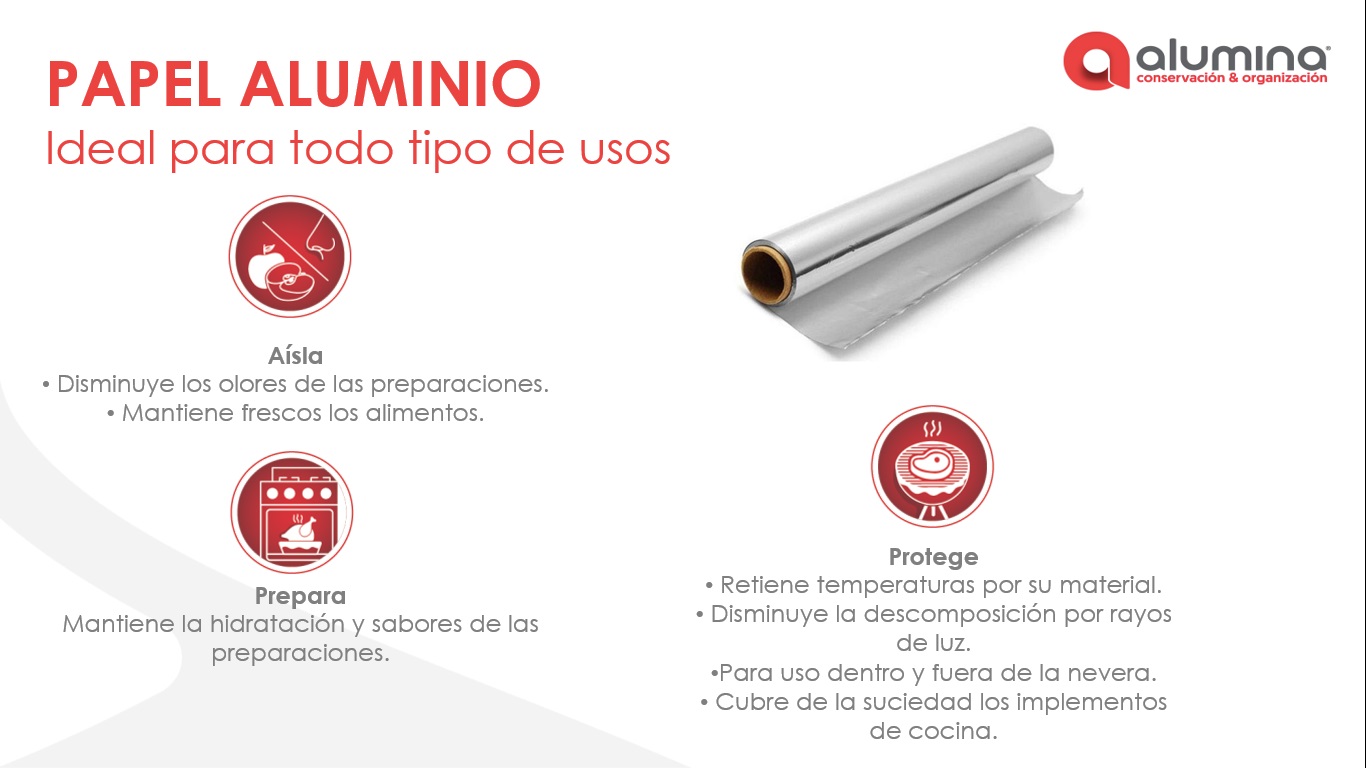 PAPEL ALUMINIO
Ideal para todo tipo de usos
alumina®
conservación & organización
Aísla
• Disminuye los olores de las preparaciones.
• Mantiene frescos los alimentos.
Prepara
Mantiene la hidratación y sabores de las
preparaciones.
Protege
• Retiene temperaturas por su material.
• Disminuye la descomposición por rayos
de luz.
•Para uso dentro y fuera de la nevera.
• Cubre de la suciedad los implementos
de cocina.